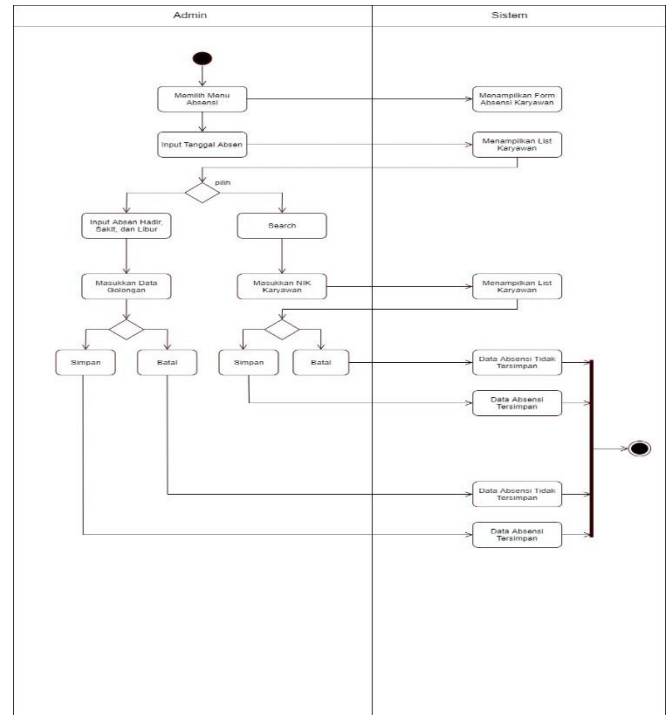 Admin
Sistem
Memilih Menu
Absensi
Menampilkan Form
Absensi Karyawan
Input Tanggal Absen
Menampilkan List
Karyawan
pilih
Input Absen Hadir,
Sakit, dan Libur
Search
Masukkan Data
Golongan
Masukkan NIK
Karyawan
Menampilkan List
Karyawan
Simpan
Batal
Simpan
Batal
Data Absensi Tidak
Tersimpan
Data Absensi
Tersimpan
Data Absensi Tidak
Tersimpan
Data Absensi
Tersimpan